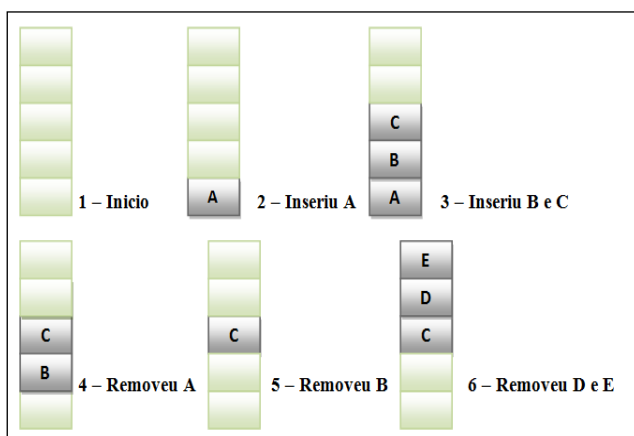 A
1 – Inicio
2 – Inseriu A
C
B
A
3 – Inseriu B e C
C
B
4 – Removeu A
C
5 – Removeu B
E
D
C
6 – Removeu D e E